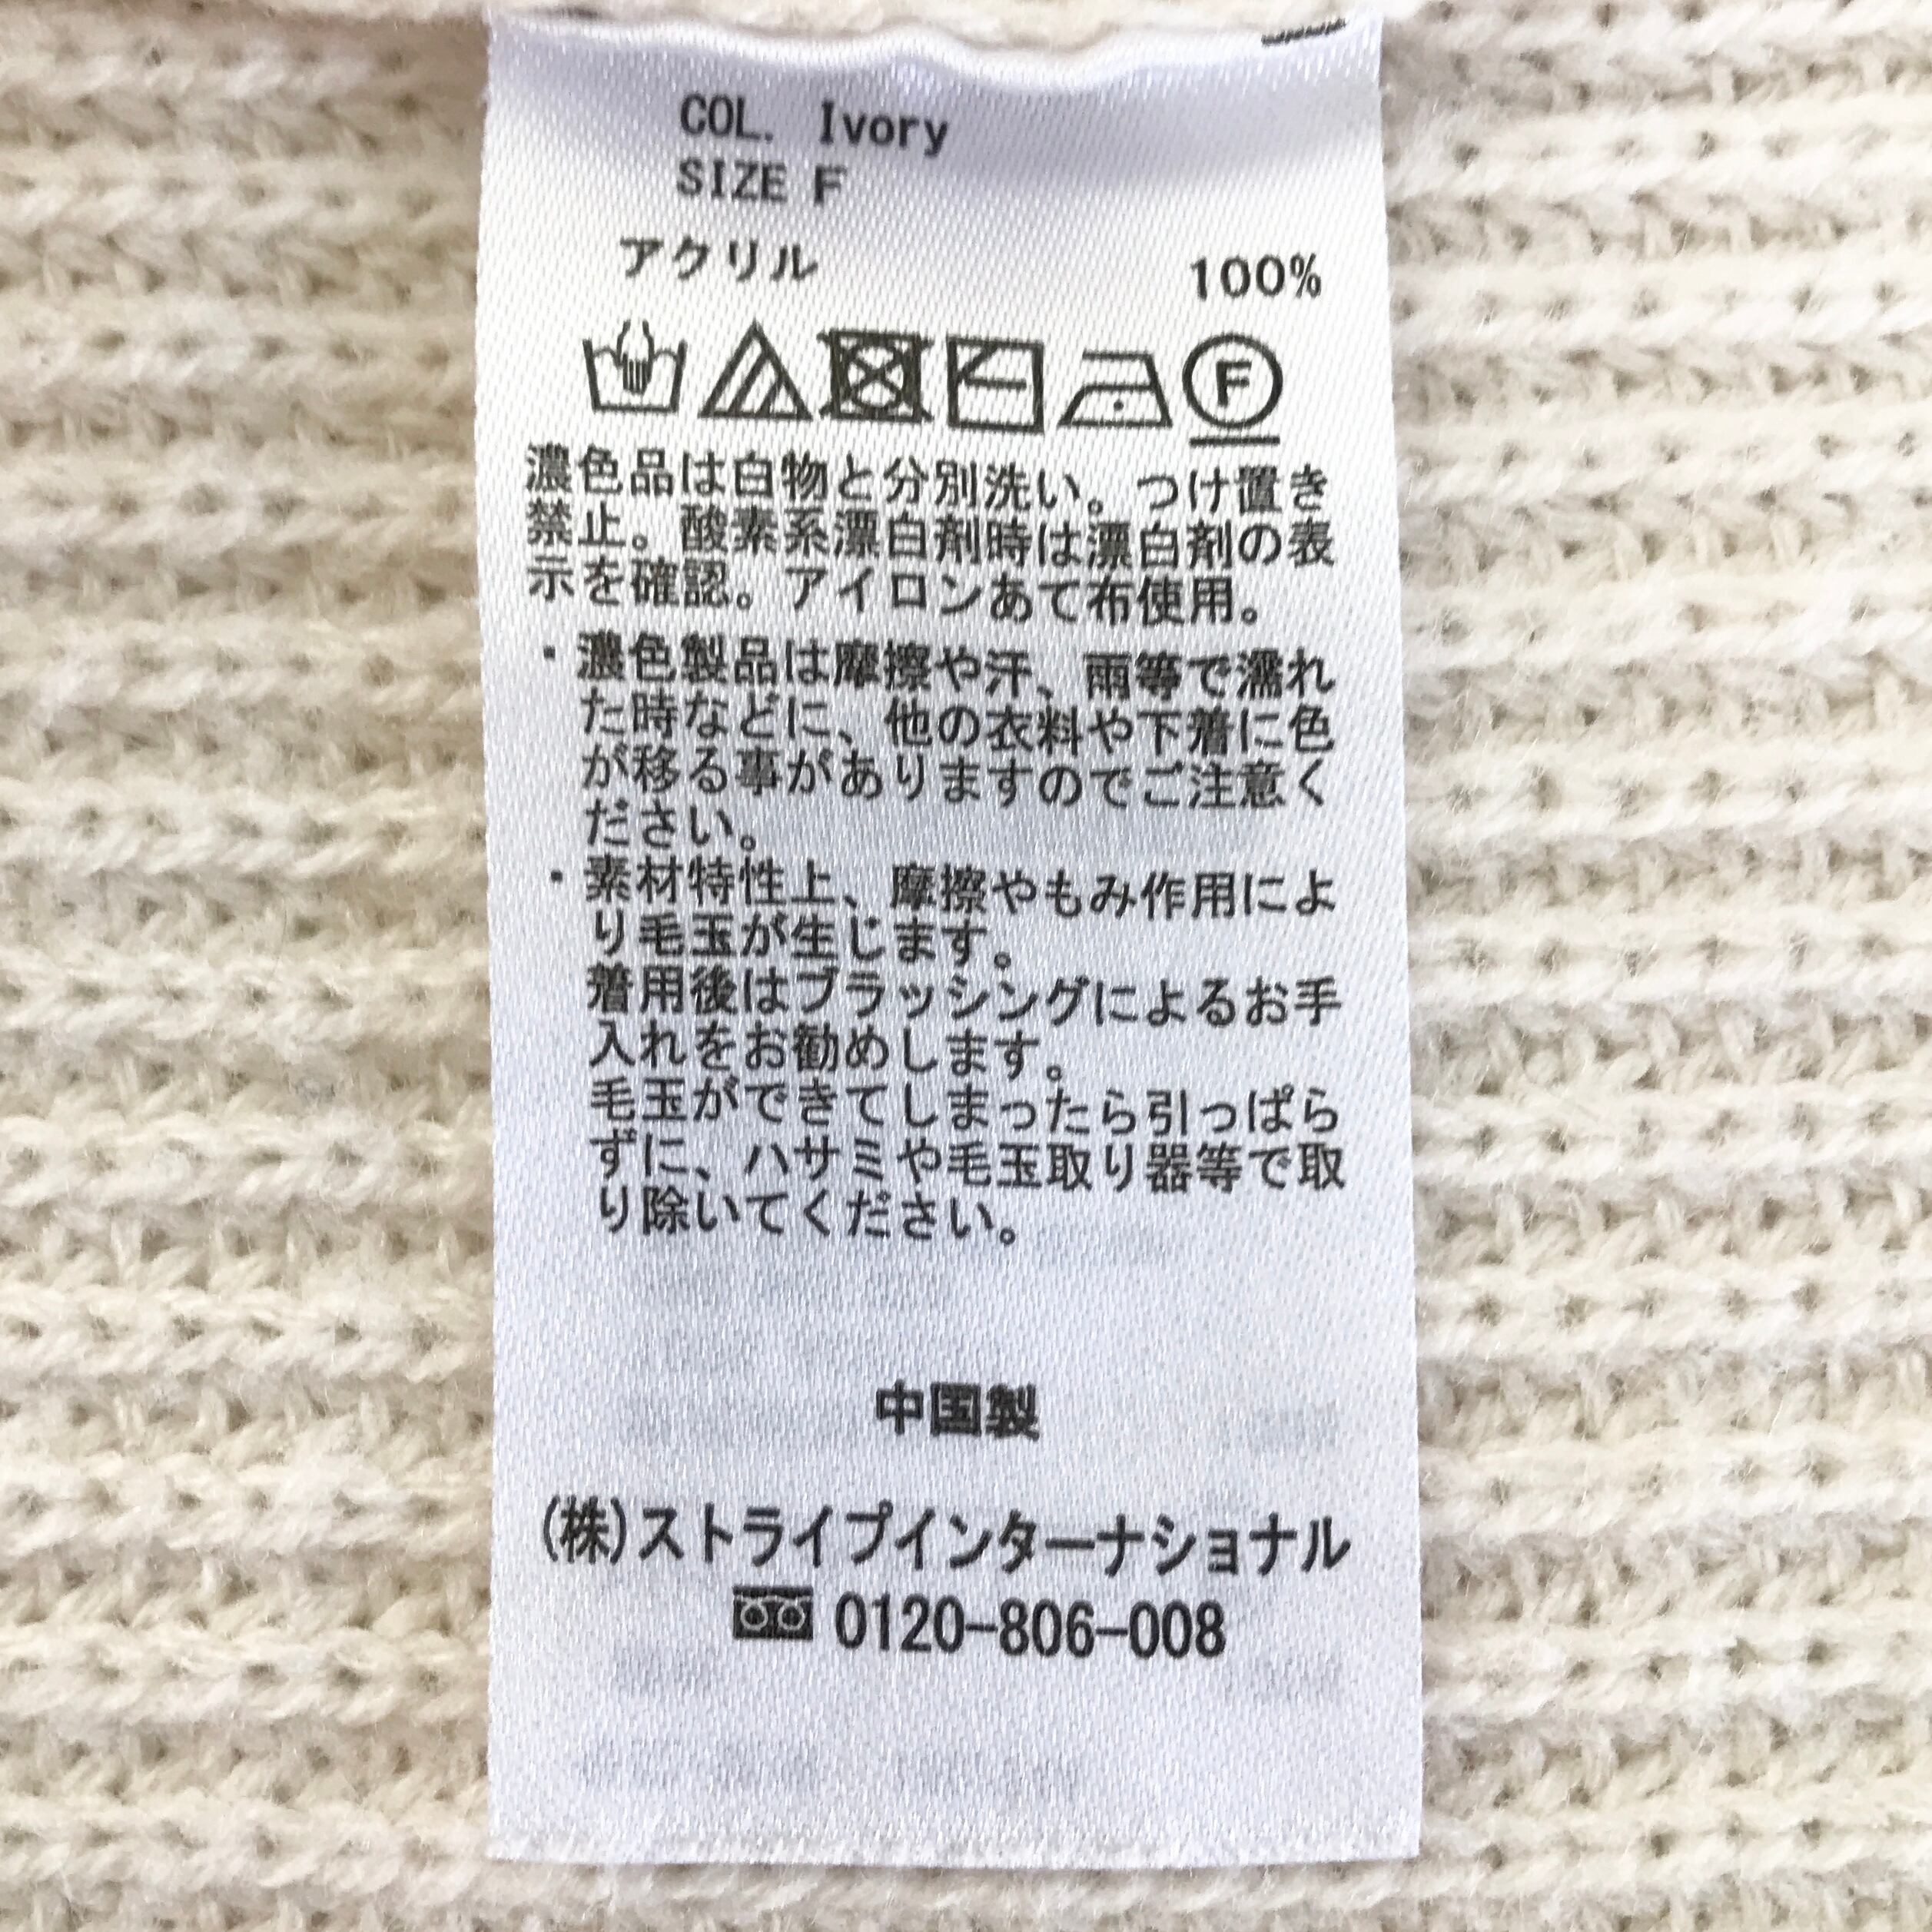 COL. Ivory
SIZE F
アクリル 100%
F
濃色品は白物と分別洗い。つけ置き
禁止。酸素系漂白剤時は漂白剤の表
示を確認。アイロンあて布使用。
・濃色製品は摩擦や汗、雨等で濡れ
た時などに、他の衣料や下着に色
が移る事がありますのでご注意く
ださい。
・素材特性上、摩擦やもみ作用によ
り毛玉が生じます。
着用後はブラッシングによるお手
入れをお勧めします。
毛玉ができてしまったら引っぱら
ずに、ハサミや毛玉取り器等で取
り除いてください。
中国製
(株)ストライプインターナショナル
0120-806-008